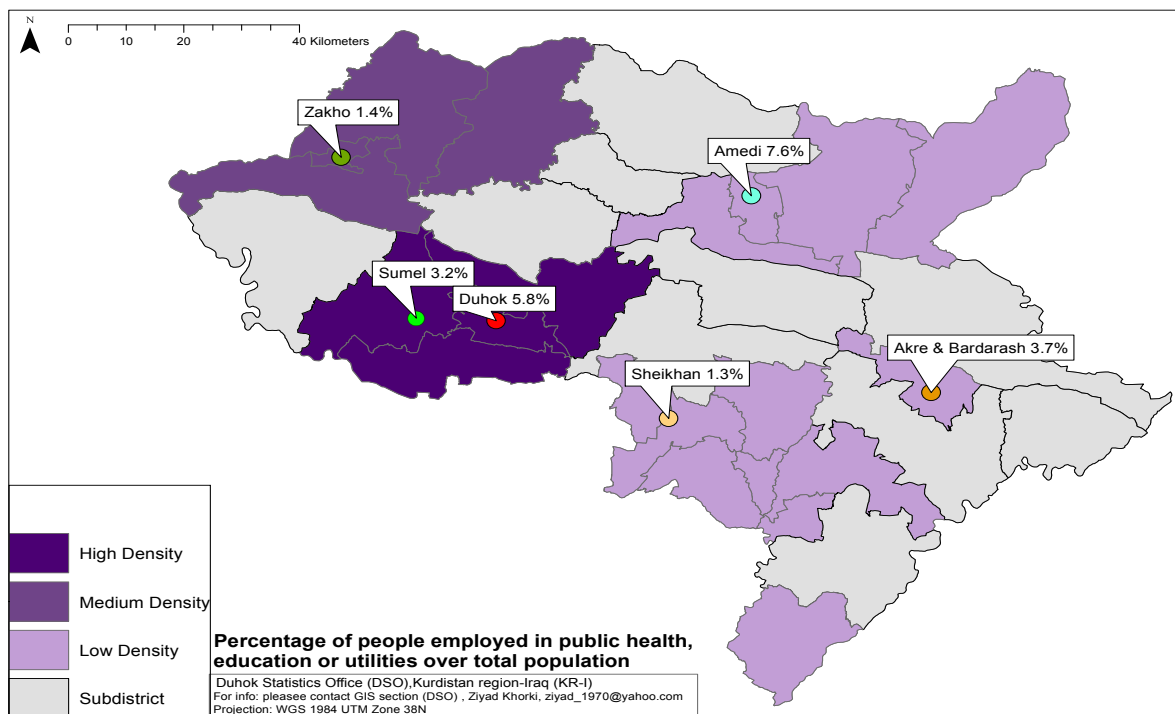 N
0 10 20 40 Kilometers
Zakho 1.4%
Amedi 7.6%
Sumel 3.2%
Duhok 5.8%
Akre & Bardarash 3.7%
Sheikhan 1.3%
High Density
Medium Density
Low Density
Subdistrict
Percentage of people employed in public health,
education or utilities over total population
Duhok Statistics Office (DSO),Kurdistan region-Iraq (KR-I)
For info: pleasee contact GIS section (DSO) , Ziyad Khorki, ziyad_1970@yahoo.com
Projection: WGS 1984 UTM Zone 38N